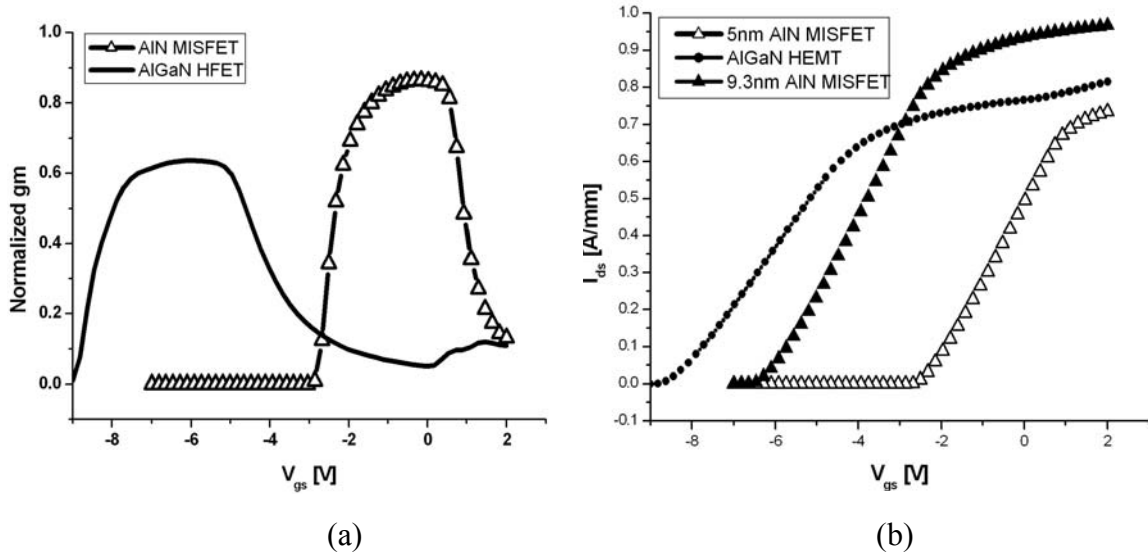 1.0
0.8
0.6
0.4
0.2
0.0
Normalized gm
AlN MISFET
AlGaN HFET
-8
-6
-4
-2
0
2
Vgs [V]
(a)
1.0
0.9
0.8
0.7
0.6
0.5
0.4
0.3
0.2
0.1
0.0
-0.1
Ids [A/mm]
5nm AlN MISFET
AlGaN HEMT
9.3nm AlN MISFET
-8
-6
-4
-2
0
2
Vgs [V]
(b)